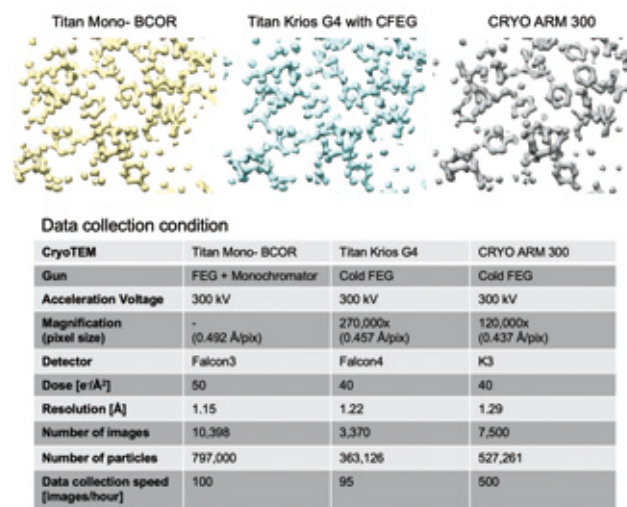 Titan Mono- BCOR Titan Krios G4 with CFEG CRYO ARM 300
Data collection condition
CryoTEM Titan Mono- BCOR Titan Krios G4 CRYO ARM 300
Gun FEG + Monochromator Cold FEG Cold FEG
Acceleration Voltage 300 kV 300 kV 300 kV
Magnification - 270,000x 120,000x
(pixel size) (0.492 Å/pix) (0.457 Å/pix) (0.437 Å/pix)
Detector Falcon3 Falcon4 K3
Dose [e-/Å²] 50 40 40
Resolution [Å] 1.15 1.22 1.29
Number of images 10,398 3,370 7,500
Number of particles 797,000 363,126 527,261
Data collection speed 100 95 500
[images/hour]